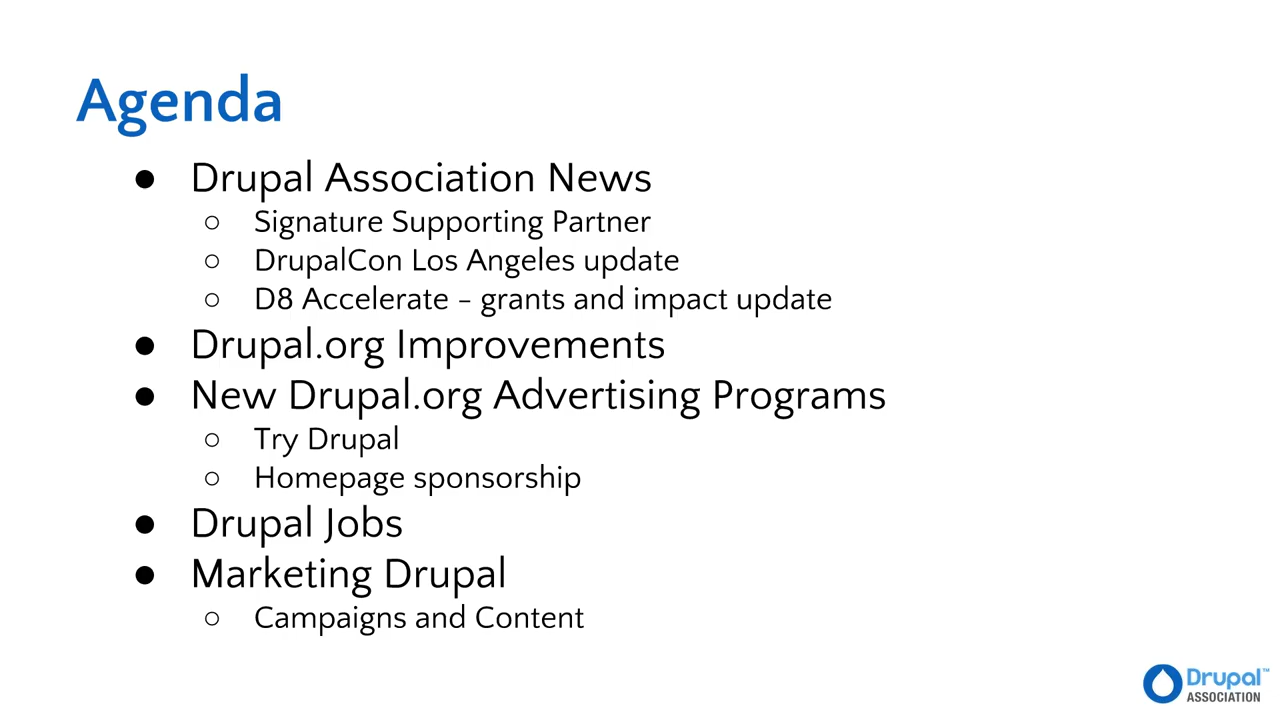 Agenda
● Drupal Association News
○ Signature Supporting Partner
○ DrupalCon Los Angeles update
○ D8 Accelerate – grants and impact update
● Drupal.org Improvements
● New Drupal.org Advertising Programs
○ Try Drupal
○ Homepage sponsorship
● Drupal Jobs
● Marketing Drupal
○ Campaigns and Content
Drupal™
ASSOCIATION